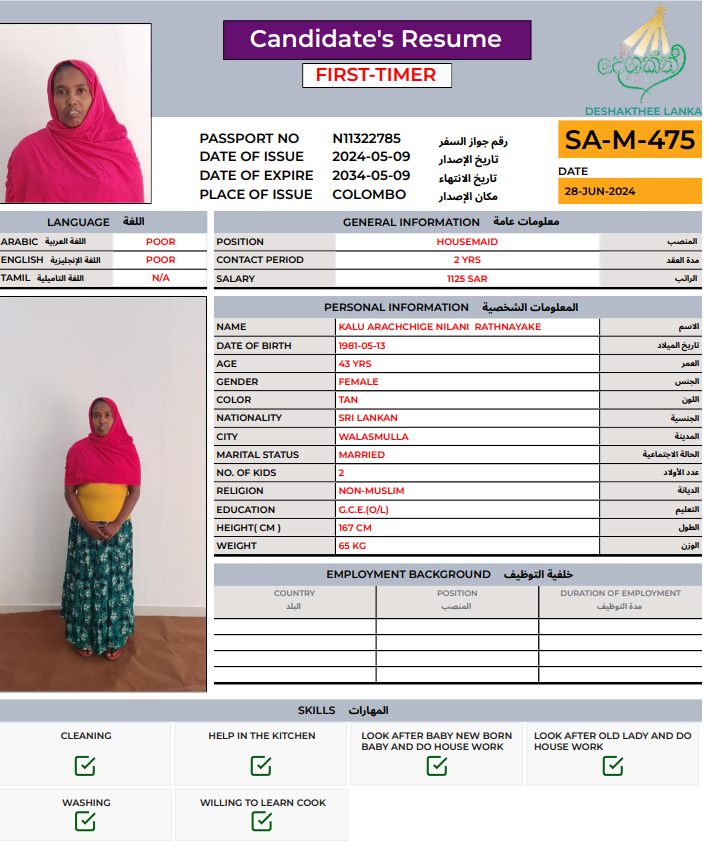 Candidate's Resume
FIRST-TIMER
දේශක්තී
DESHAKTHEE LANKA
PASSPORT NO N11322785 رقم جواز السفر
DATE OF ISSUE 2024-05-09 تاريخ الإصدار
DATE OF EXPIRE 2034-05-09 تاريخ الانتهاء
PLACE OF ISSUE COLOMBO مكان الإصدار
SA-M-475
DATE
28-JUN-2024
LANGUAGE اللغة
ARABIC اللغة العربية POOR
ENGLISH اللغة الإنجليزية POOR
TAMIL اللغة التاميلية N/A
GENERAL INFORMATION معلومات عامة
POSITION HOUSEMAID المنصب
CONTACT PERIOD 2 YRS مدة العقد
SALARY 1125 SAR الراتب
PERSONAL INFORMATION المعلومات الشخصية
NAME KALU ARACHCHIGE NILANI RATHNAYAKE الاسم
DATE OF BIRTH 1981-05-13 تاريخ الميلاد
AGE 43 YRS العمر
GENDER FEMALE الجنس
COLOR TAN اللون
NATIONALITY SRI LANKAN الجنسية
CITY WALASMULLA المدينة
MARITAL STATUS MARRIED الحالة الاجتماعية
NO. OF KIDS 2 عدد الأولاد
RELIGION NON-MUSLIM الديانة
EDUCATION G.C.E.(O/L) التعليم
HEIGHT( CM ) 167 CM الطول
WEIGHT 65 KG الوزن
EMPLOYMENT BACKGROUND خلفية التوظيف
COUNTRY POSITION DURATION OF EMPLOYMENT
البلد المنصب مدة التوظيف
SKILLS المهارات
CLEANING
HELP IN THE KITCHEN
LOOK AFTER BABY NEW BORN
BABY AND DO HOUSE WORK
LOOK AFTER OLD LADY AND DO
HOUSE WORK
WASHING
WILLING TO LEARN COOK